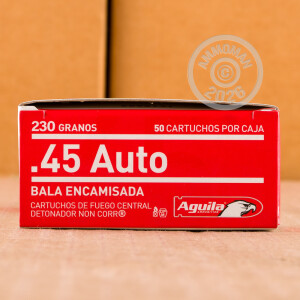 AMMOMAN
2026
230 GRANOS
50 CARTUCHOS POR CAJA
.45 Auto
BALA ENCAMISADA
CARTUCHOS DE FUEGO CENTRAL
DETONADOR NON CORR®
Aguila